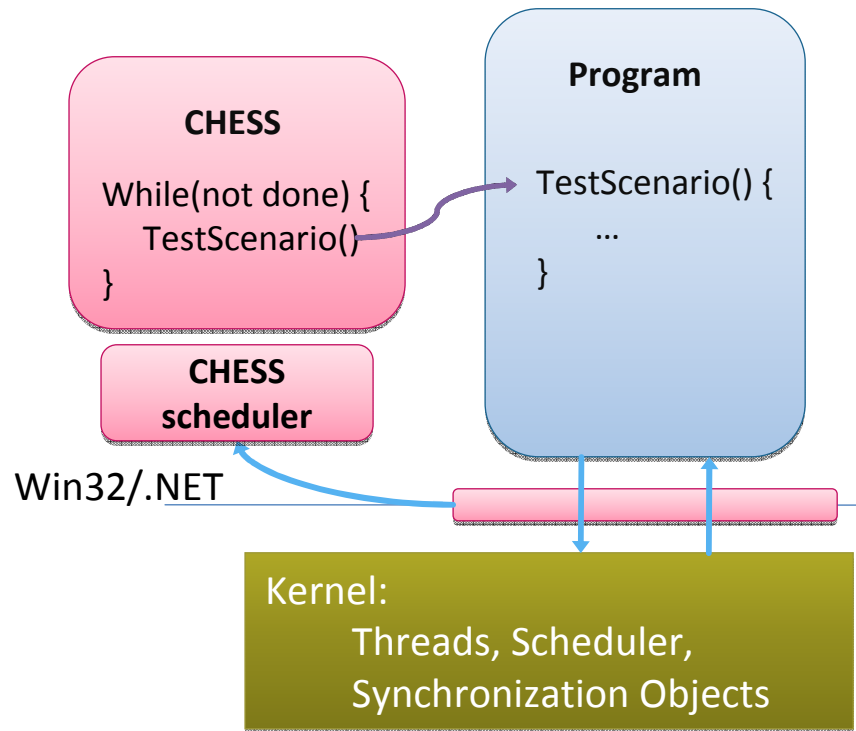 CHESS
While(not done) {
TestScenario()
}
Program
TestScenario() {
...
}
CHESS
scheduler
Win32/.NET
Kernel:
Threads, Scheduler,
Synchronization Objects